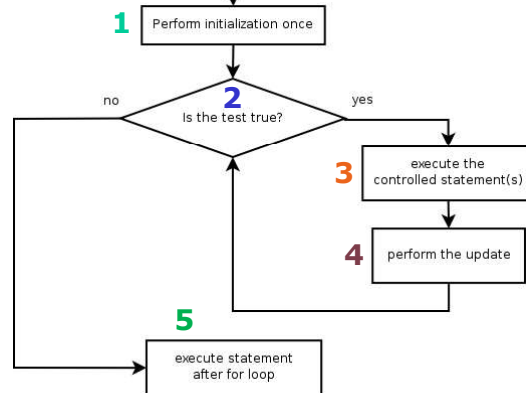 1
Perform initialization once
no
2
yes
Is the test true?
3
execute the
controlled statement(s)
4
perform the update
5
execute statement
after for loop